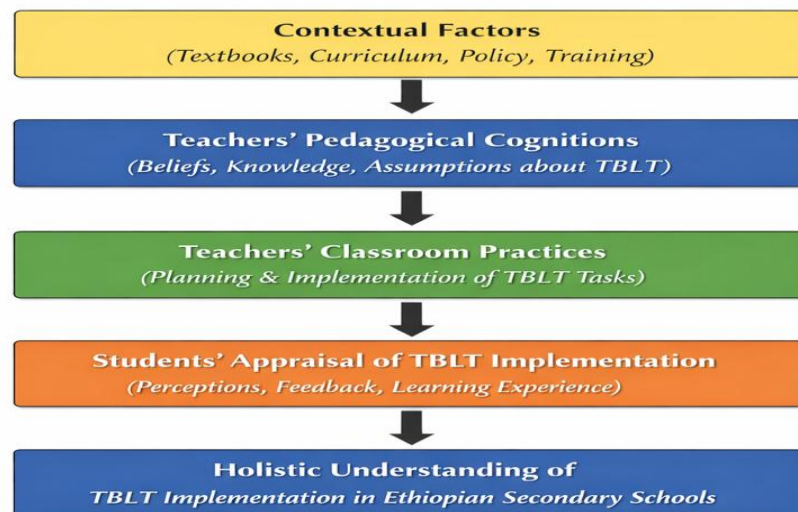 Contextual Factors
(Textbooks, Curriculum, Policy, Training)
Teachers’ Pedagogical Cognitions
(Beliefs, Knowledge, Assumptions about TBLT)
Teachers’ Classroom Practices
(Planning & Implementation of TBLT Tasks)
Students’ Appraisal of TBLT Implementation
(Perceptions, Feedback, Learning Experience)
Holistic Understanding of
TBLT Implementation in Ethiopian Secondary Schools